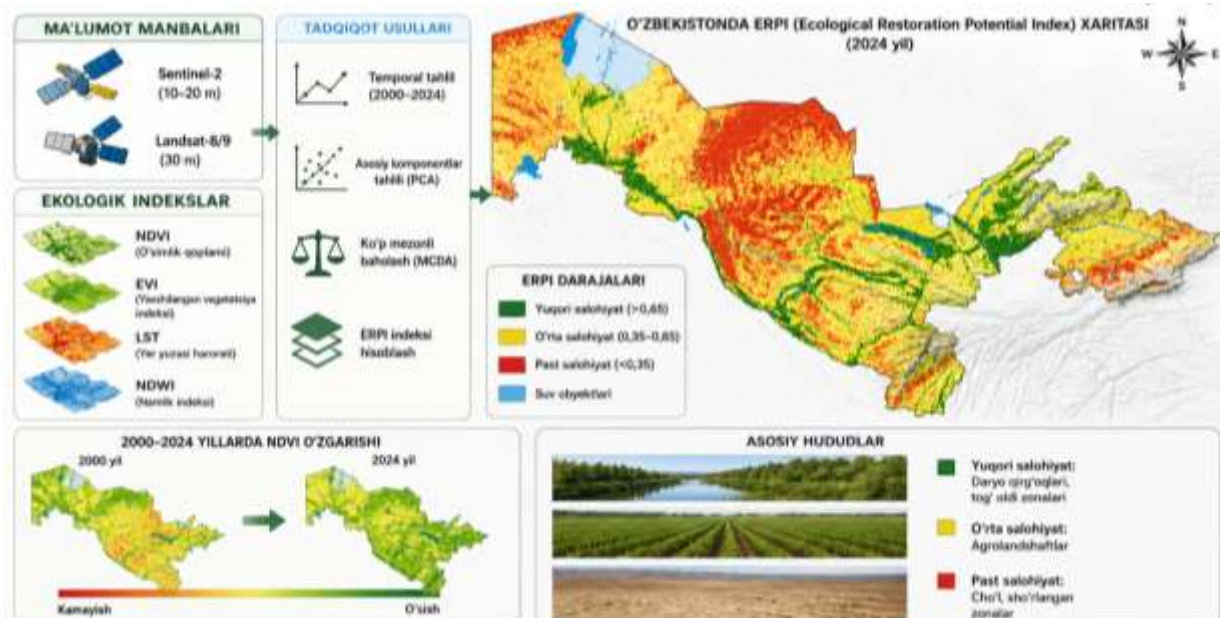 MA'LUMOT MANBALARI
Sentinel-2
(10–20 m)
Landsat-8/9
(30 m)
EKOLOGIK INDEKSLAR
NDVI
(O'simlik qoplami)
EVI
(Yaxshilangan vegetatsiya
indeksi)
LST
(Yer yuzasi harorati)
NDWI
(Namlik indeksi)
TADQIQOT USULLARI
Temporal tahlil
(2000–2024)
Asosiy komponentlar
tahlili (PCA)
Ko'p mezonli
baholash (MCDA)
ERPI indeksi
hisoblash
O'ZBEKISTONDA ERPI (Ecological Restoration Potential Index) XARITASI
(2024 yil)
N
W E
S
ERPI DARAJALARI
Yuqori salohiyat (>0,65)
O'rta salohiyat (0,35–0,65)
Past salohiyat (<0,35)
Suv obyektlari
2000–2024 YILLARDA NDVI O'ZGARISHI
2000 yil
2024 yil
Kamayish
O'sish
ASOSIY HUDUDLAR
Yuqori salohiyat:
Daryo qirg'oqlari,
tog' oldi zonalari
O'rta salohiyat:
Agrolandshaftlar
Past salohiyat:
Cho'l, sho'rlangan
zonalar